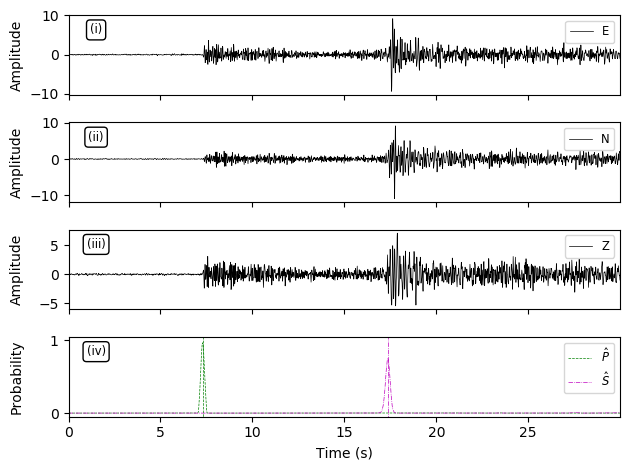 10
0
−10
Amplitude
(i)
E
10
0
−10
Amplitude
(ii)
N
5
0
−5
Amplitude
(iii)
Z
1
0
Probability
(iv)
P̂
Ŝ
0 5 10 15 20 25
Time (s)